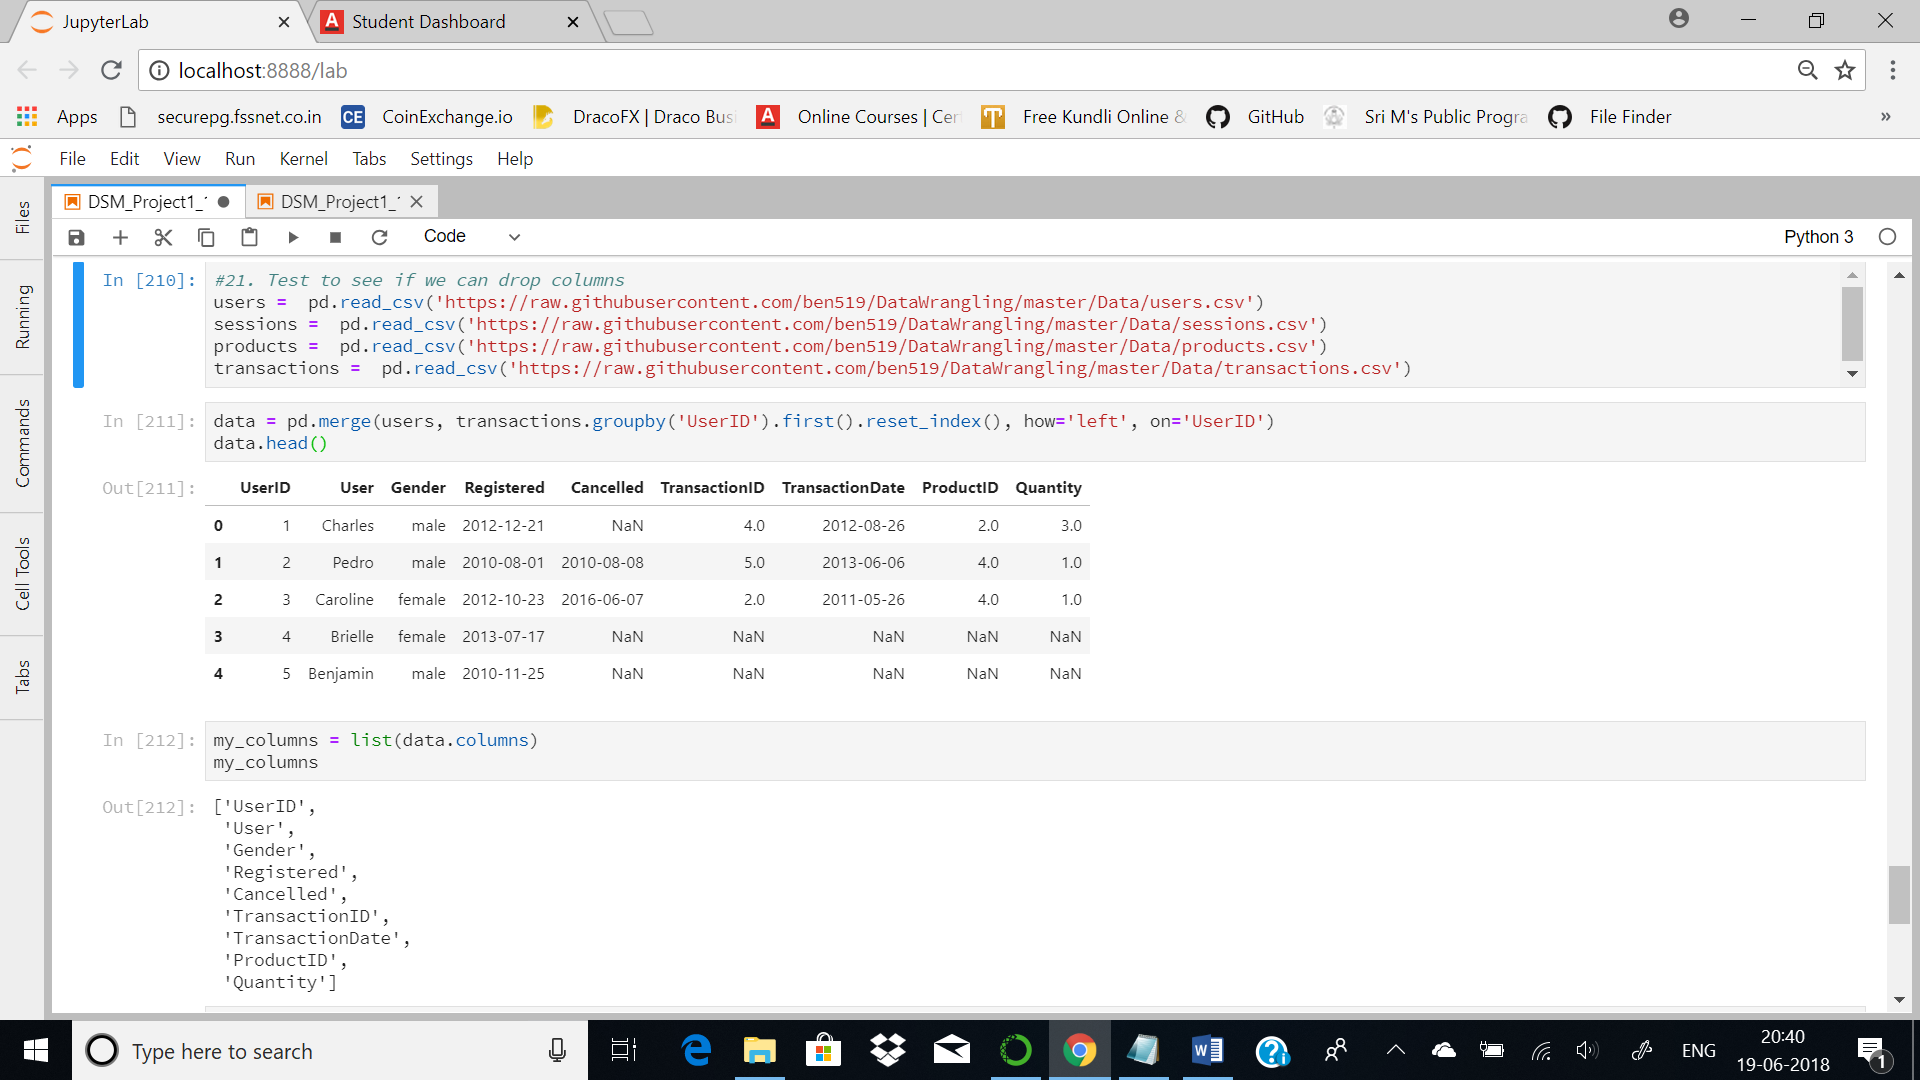 JupyterLab
Student Dashboard
localhost:8888/lab
Apps securepg.fssnet.co.in CE CoinExchange.io DracoFX | Draco Busi Online Courses | Cert Free Kundli Online & GitHub Sri M's Public Progra File Finder »
File Edit View Run Kernel Tabs Settings Help
Files
Running
Commands
Cell Tools
Tabs
DSM_Project1_
DSM_Project1_
Code
Python 3
In [210]: #21. Test to see if we can drop columns
users = pd.read_csv('https://raw.githubusercontent.com/ben519/DataWrangling/master/Data/users.csv')
sessions = pd.read_csv('https://raw.githubusercontent.com/ben519/DataWrangling/master/Data/sessions.csv')
products = pd.read_csv('https://raw.githubusercontent.com/ben519/DataWrangling/master/Data/products.csv')
transactions = pd.read_csv('https://raw.githubusercontent.com/ben519/DataWrangling/master/Data/transactions.csv')
In [211]: data = pd.merge(users, transactions.groupby('UserID').first().reset_index(), how='left', on='UserID')
data.head()
Out[211]: UserID User Gender Registered Cancelled TransactionID TransactionDate ProductID Quantity
0 1 Charles male 2012-12-21 NaN 4.0 2012-08-26 2.0 3.0
1 2 Pedro male 2010-08-01 2010-08-08 5.0 2013-06-06 4.0 1.0
2 3 Caroline female 2012-10-23 2016-06-07 2.0 2011-05-26 4.0 1.0
3 4 Brielle female 2013-07-17 NaN NaN NaN NaN NaN
4 5 Benjamin male 2010-11-25 NaN NaN NaN NaN NaN
In [212]: my_columns = list(data.columns)
my_columns
Out[212]: ['UserID',
'User',
'Gender',
'Registered',
'Cancelled',
'TransactionID',
'TransactionDate',
'ProductID',
'Quantity']
Type here to search
ENG
20:40
19-06-2018
1